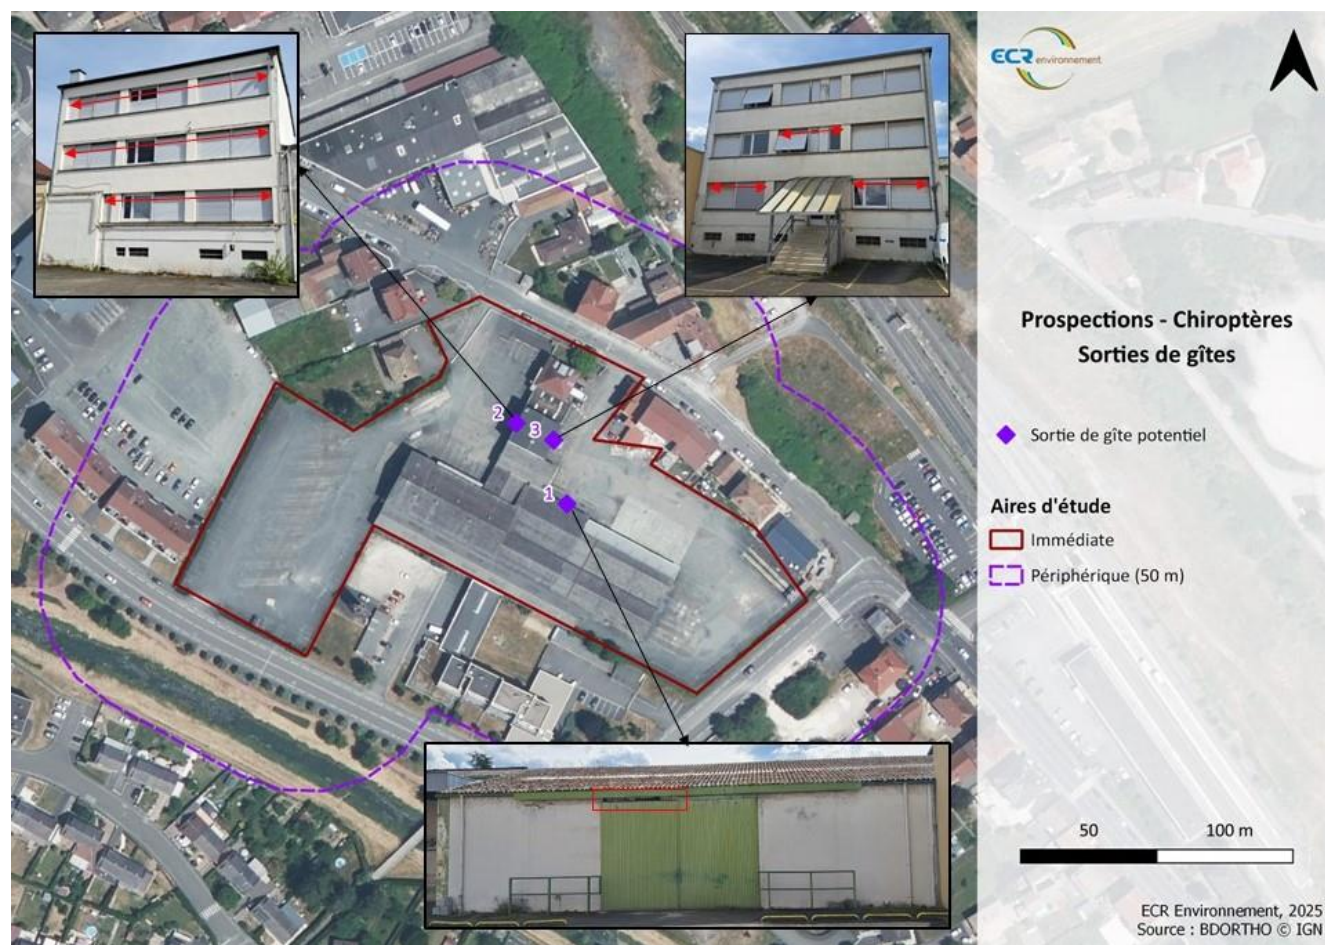 ECR environnement
Prospections - Chiroptères
Sorties de gîtes
Sortie de gîte potentiel
Aires d'étude
Immédiate
Périphérique (50 m)
50 100 m
ECR Environnement, 2025
Source : BDORTHO © IGN
2
3
1